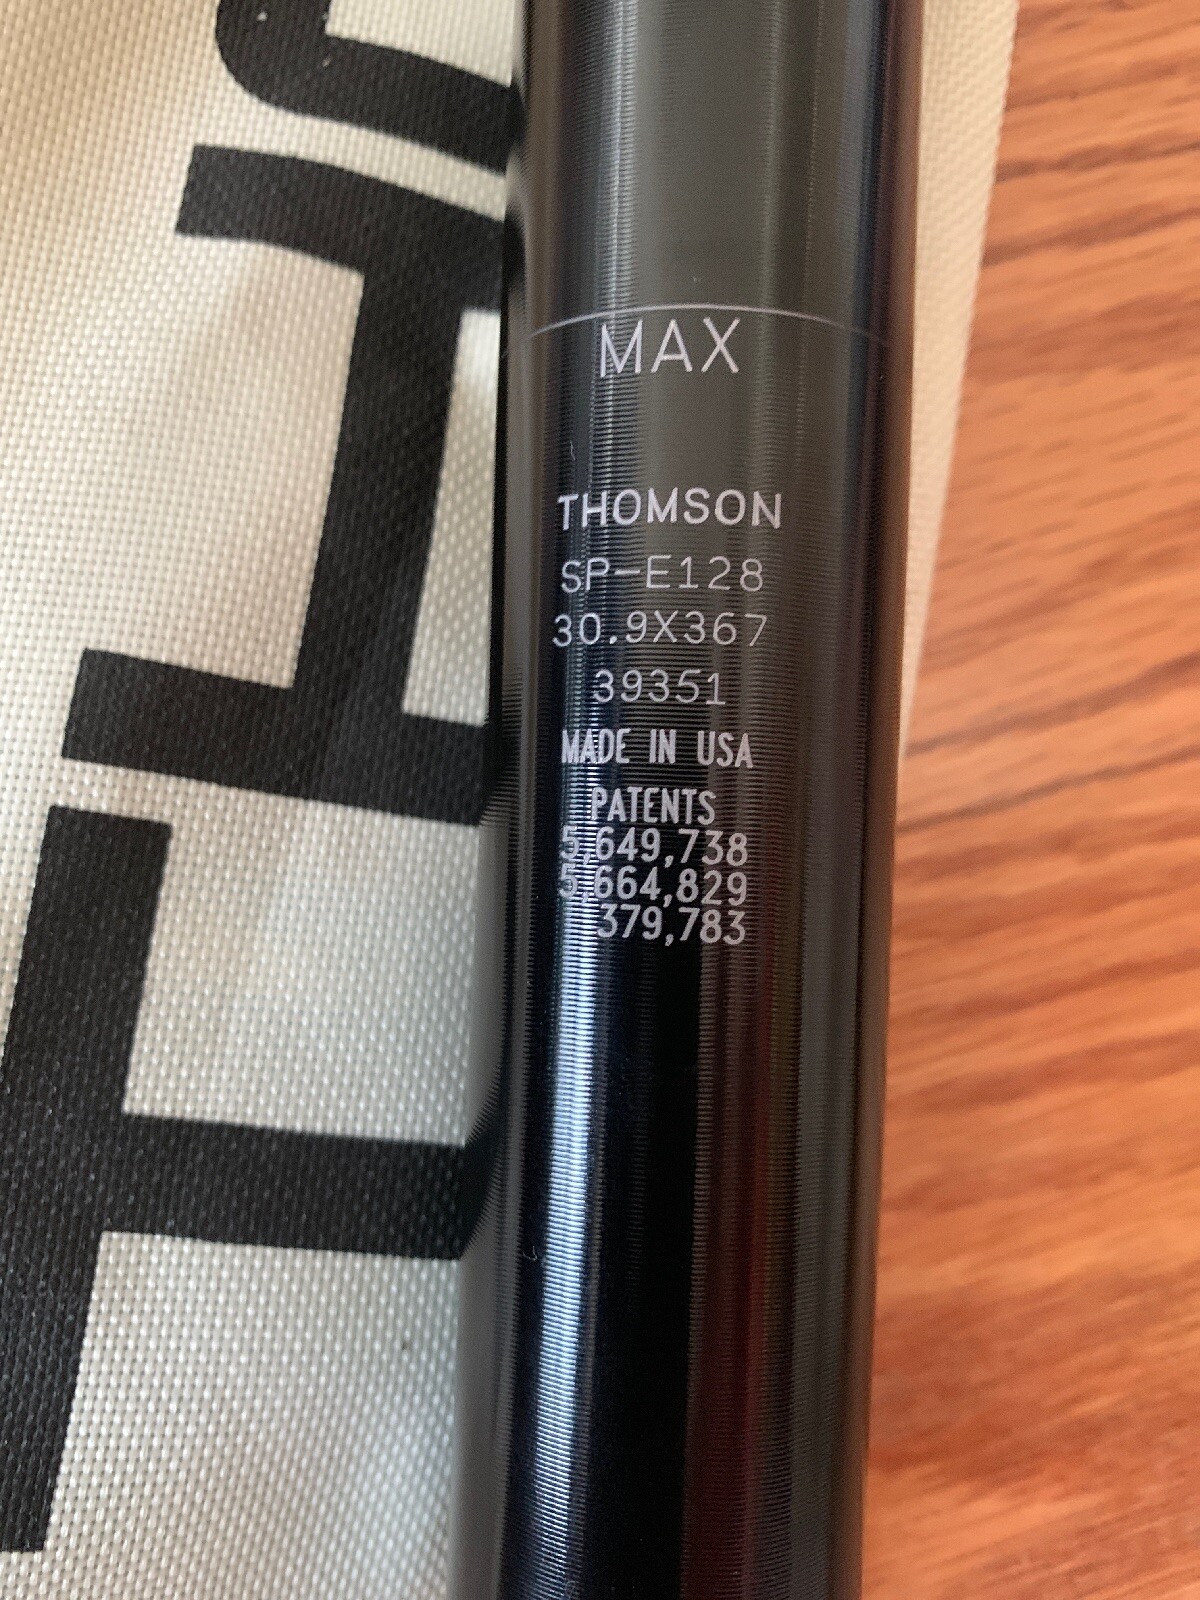 MAX
THOMSON
SP-E128
30.9X367
39351
MADE IN USA
PATENTS
5,649,738
5,664,829
379,783